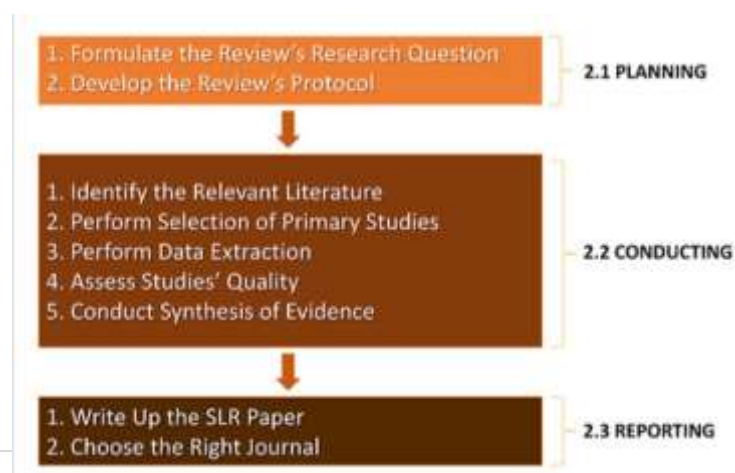 1. Formulate the Review's Research Question
2. Develop the Review's Protocol
2.1 PLANNING
1. Identify the Relevant Literature
2. Perform Selection of Primary Studies
3. Perform Data Extraction
4. Assess Studies' Quality
5. Conduct Synthesis of Evidence
2.2 CONDUCTING
1. Write Up the SLR Paper
2. Choose the Right Journal
2.3 REPORTING